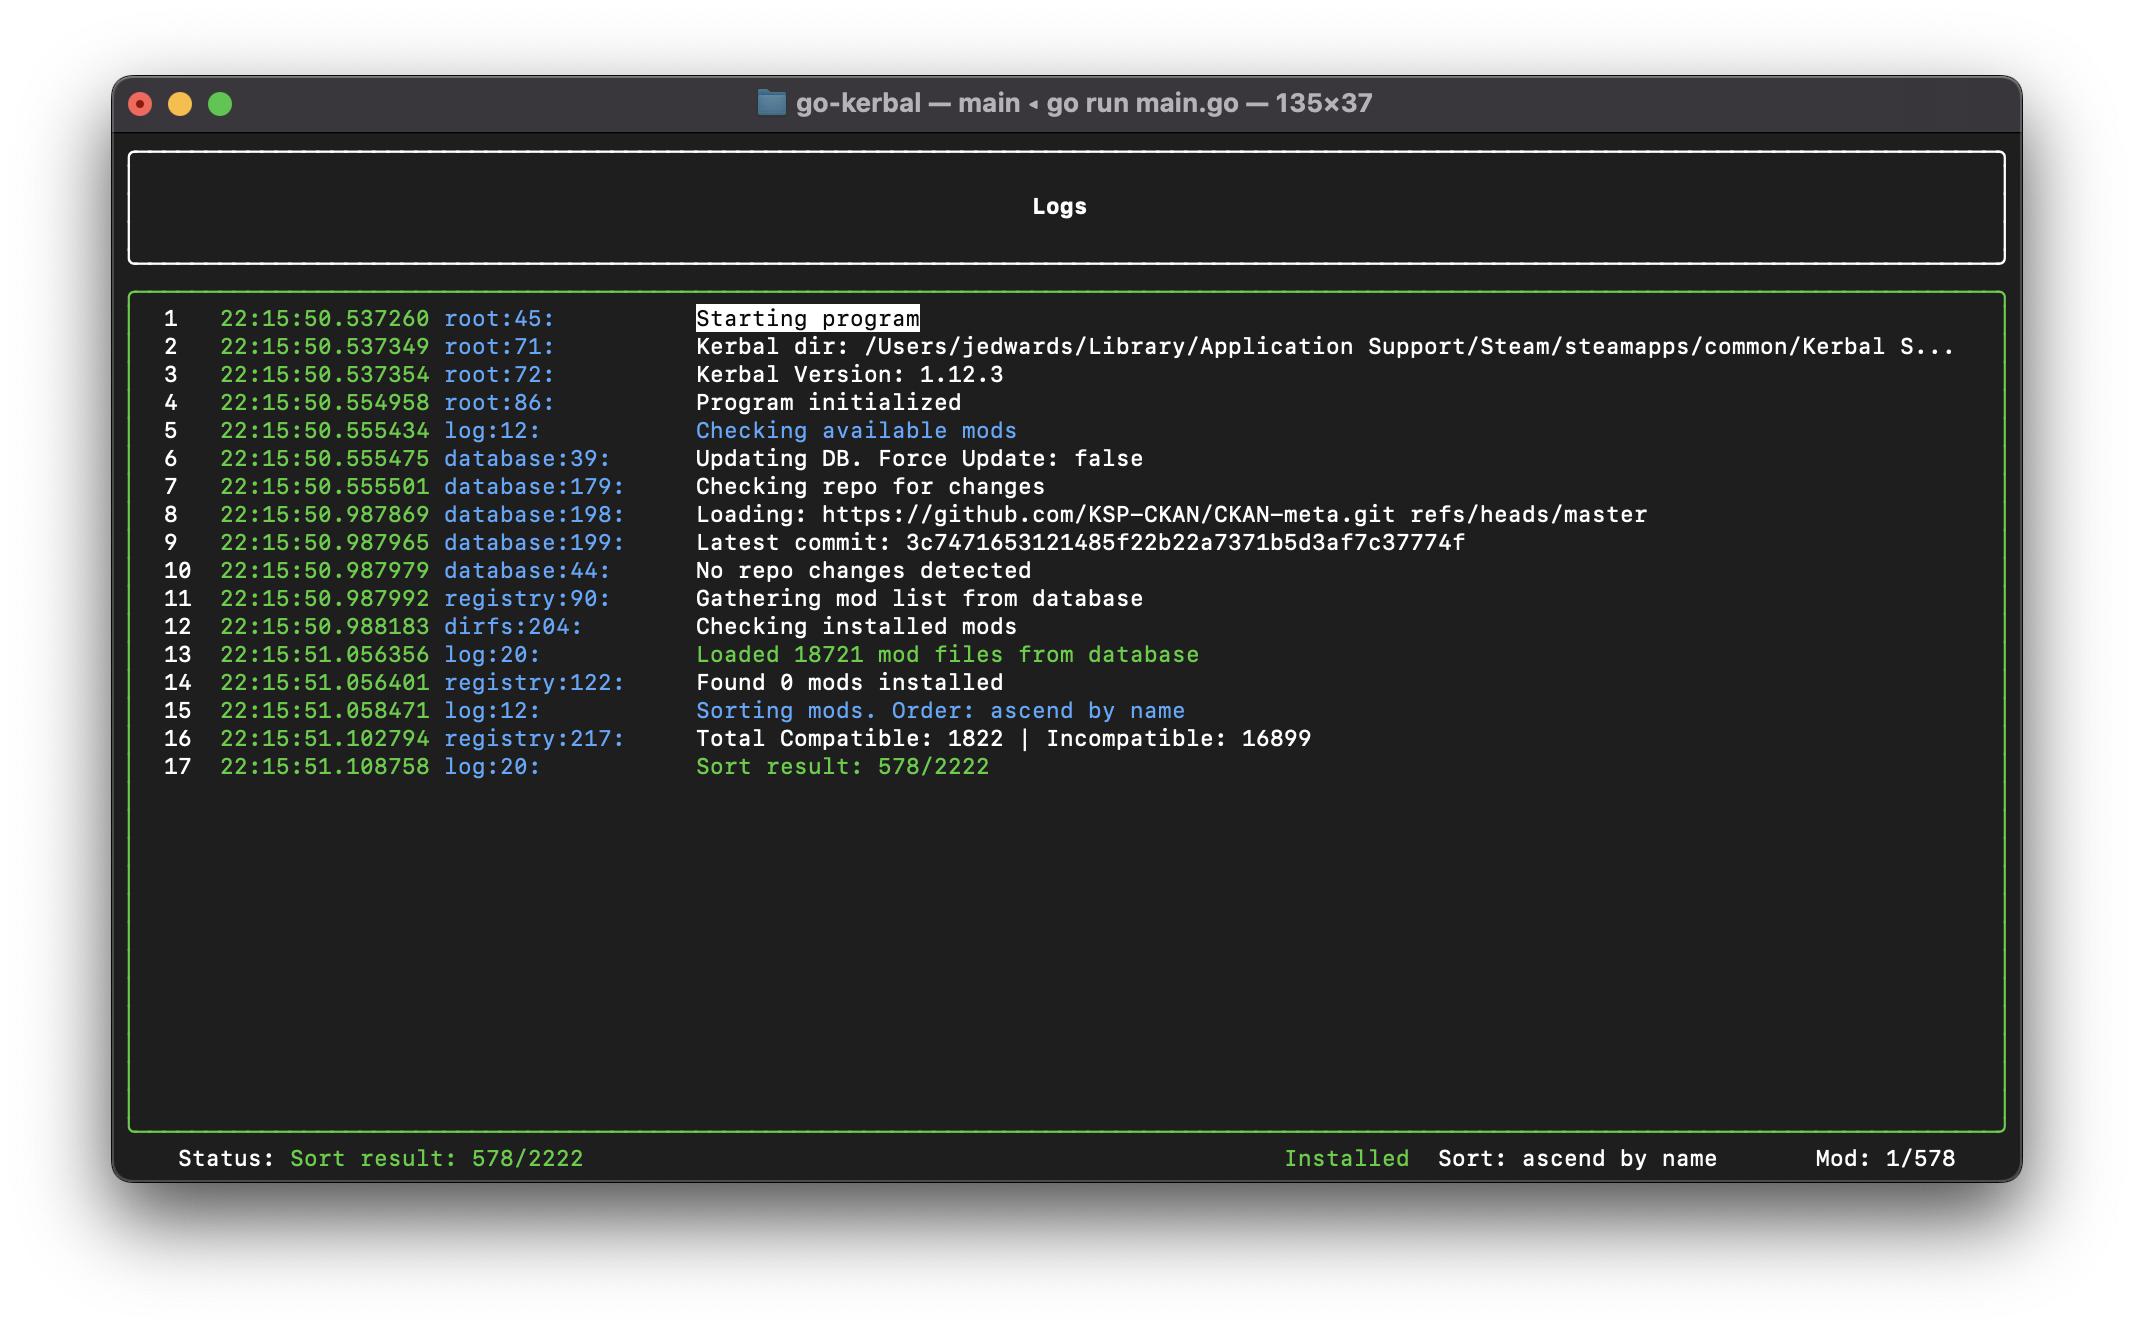 go-kerbal — main ◂ go run main.go — 135×37
Logs
1 22:15:50.537260 root:45: Starting program
2 22:15:50.537349 root:71: Kerbal dir: /Users/jedwards/Library/Application Support/Steam/steamapps/common/Kerbal S...
3 22:15:50.537354 root:72: Kerbal Version: 1.12.3
4 22:15:50.554958 root:86: Program initialized
5 22:15:50.555434 log:12: Checking available mods
6 22:15:50.555475 database:39: Updating DB. Force Update: false
7 22:15:50.555501 database:179: Checking repo for changes
8 22:15:50.987869 database:198: Loading: https://github.com/KSP-CKAN/CKAN-meta.git refs/heads/master
9 22:15:50.987965 database:199: Latest commit: 3c7471653121485f22b22a7371b5d3af7c37774f
10 22:15:50.987979 database:44: No repo changes detected
11 22:15:50.987992 registry:90: Gathering mod list from database
12 22:15:50.988183 dirfs:204: Checking installed mods
13 22:15:51.056356 log:20: Loaded 18721 mod files from database
14 22:15:51.056401 registry:122: Found 0 mods installed
15 22:15:51.058471 log:12: Sorting mods. Order: ascend by name
16 22:15:51.102794 registry:217: Total Compatible: 1822 | Incompatible: 16899
17 22:15:51.108758 log:20: Sort result: 578/2222
Status: Sort result: 578/2222 Installed Sort: ascend by name Mod: 1/578